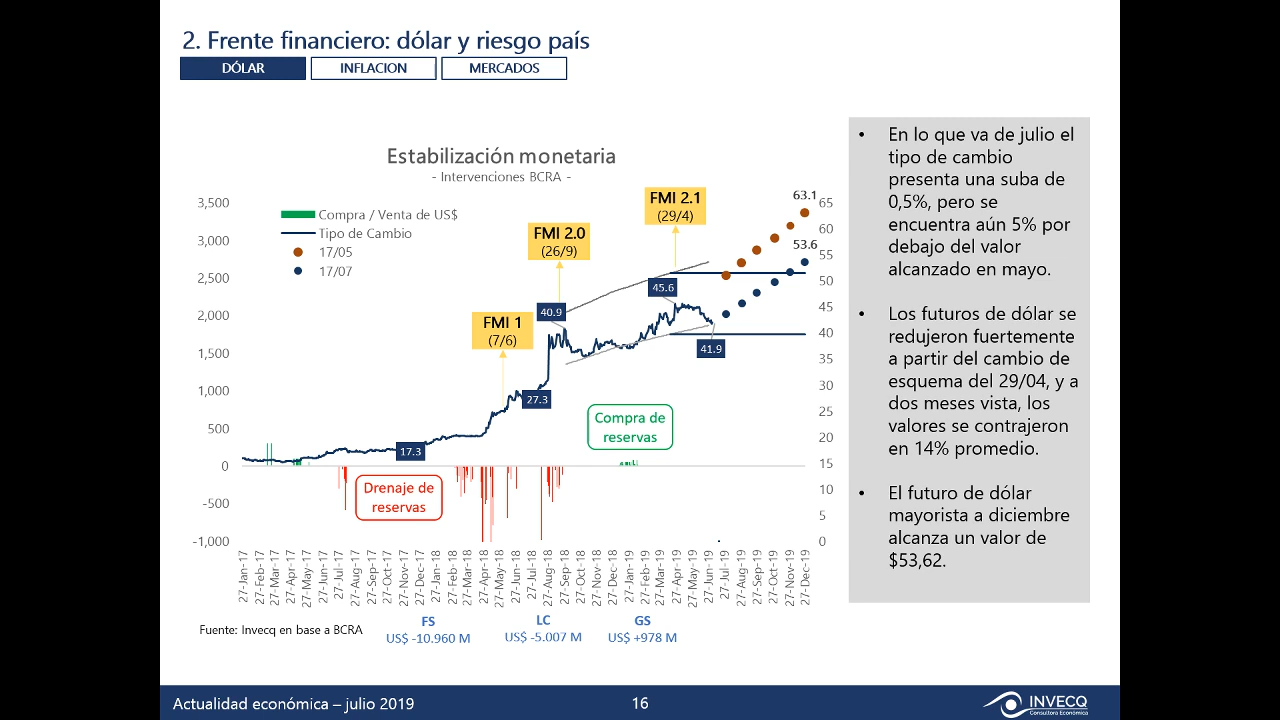 2. Frente financiero: dólar y riesgo país
DÓLAR
INFLACION
MERCADOS
Estabilización monetaria
- Intervenciones BCRA -
Compra / Venta de US$
Tipo de Cambio
17/05
17/07
3,500
3,000
2,500
2,000
1,500
1,000
500
0
-500
-1,000
65
60
55
50
45
40
35
30
25
20
15
10
5
0
FMI 1
(7/6)
FMI 2.0
(26/9)
FMI 2.1
(29/4)
17.3
27.3
40.9
45.6
41.9
63.1
53.6
Drenaje de
reservas
Compra de
reservas
27-Jan-17
27-Feb-17
27-Mar-17
27-Apr-17
27-May-17
27-Jun-17
27-Jul-17
27-Aug-17
27-Sep-17
27-Oct-17
27-Nov-17
27-Dec-17
27-Jan-18
27-Feb-18
27-Mar-18
27-Apr-18
27-May-18
27-Jun-18
27-Jul-18
27-Aug-18
27-Sep-18
27-Oct-18
27-Nov-18
27-Dec-18
27-Jan-19
27-Feb-19
27-Mar-19
27-Apr-19
27-May-19
27-Jun-19
27-Jul-19
27-Aug-19
27-Sep-19
27-Oct-19
27-Nov-19
27-Dec-19
Fuente: Invecq en base a BCRA
FS
US$ -10.960 M
LC
US$ -5.007 M
GS
US$ +978 M
• En lo que va de julio el
tipo de cambio
presenta una suba de
0,5%, pero se
encuentra aún 5% por
debajo del valor
alcanzado en mayo.
• Los futuros de dólar se
redujeron fuertemente
a partir del cambio de
esquema del 29/04, y a
dos meses vista, los
valores se contrajeron
en 14% promedio.
• El futuro de dólar
mayorista a diciembre
alcanza un valor de
$53,62.
Actualidad económica – julio 2019
16
INVECQ
Consultora Económica